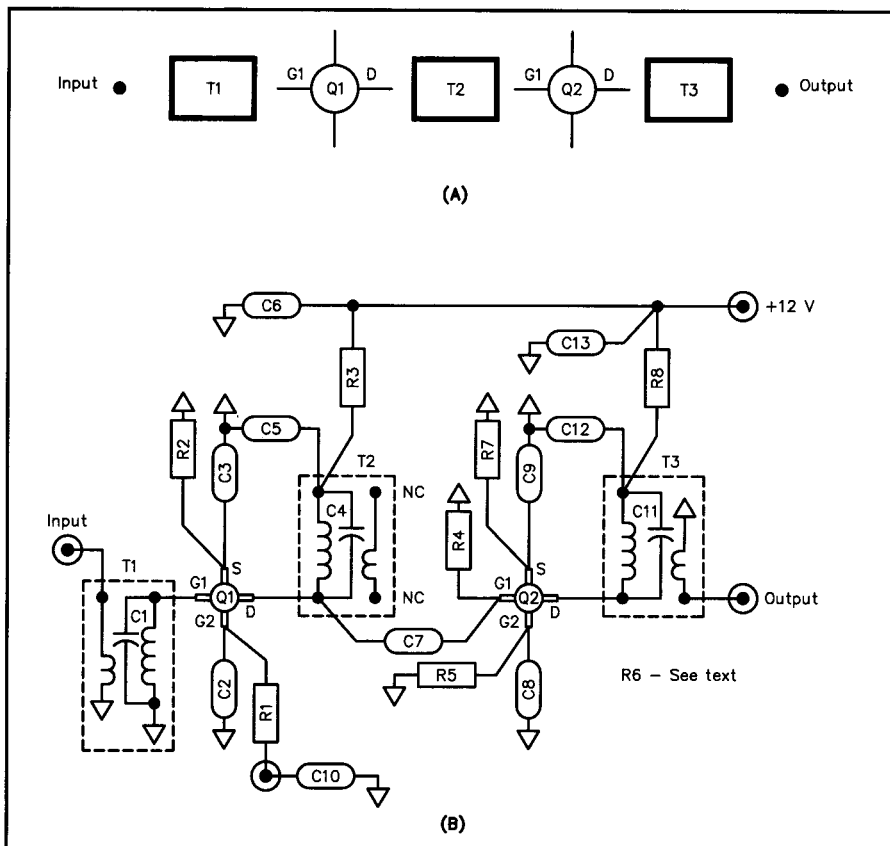 Input T1 G1 Q1 D T2 G1 Q2 D T3 Output
(A)
C6 +12 V
C13
R3 R8
R2 C3 C5 R7 C9 C12
T2 T3
C4 NC R4 C11
Input
T1 S S
C1 G1 Q1 D NC G1 Q2 D Output
G2 C7 G2
C2 R1 R5 C8 R6 – See text
C10
(B)